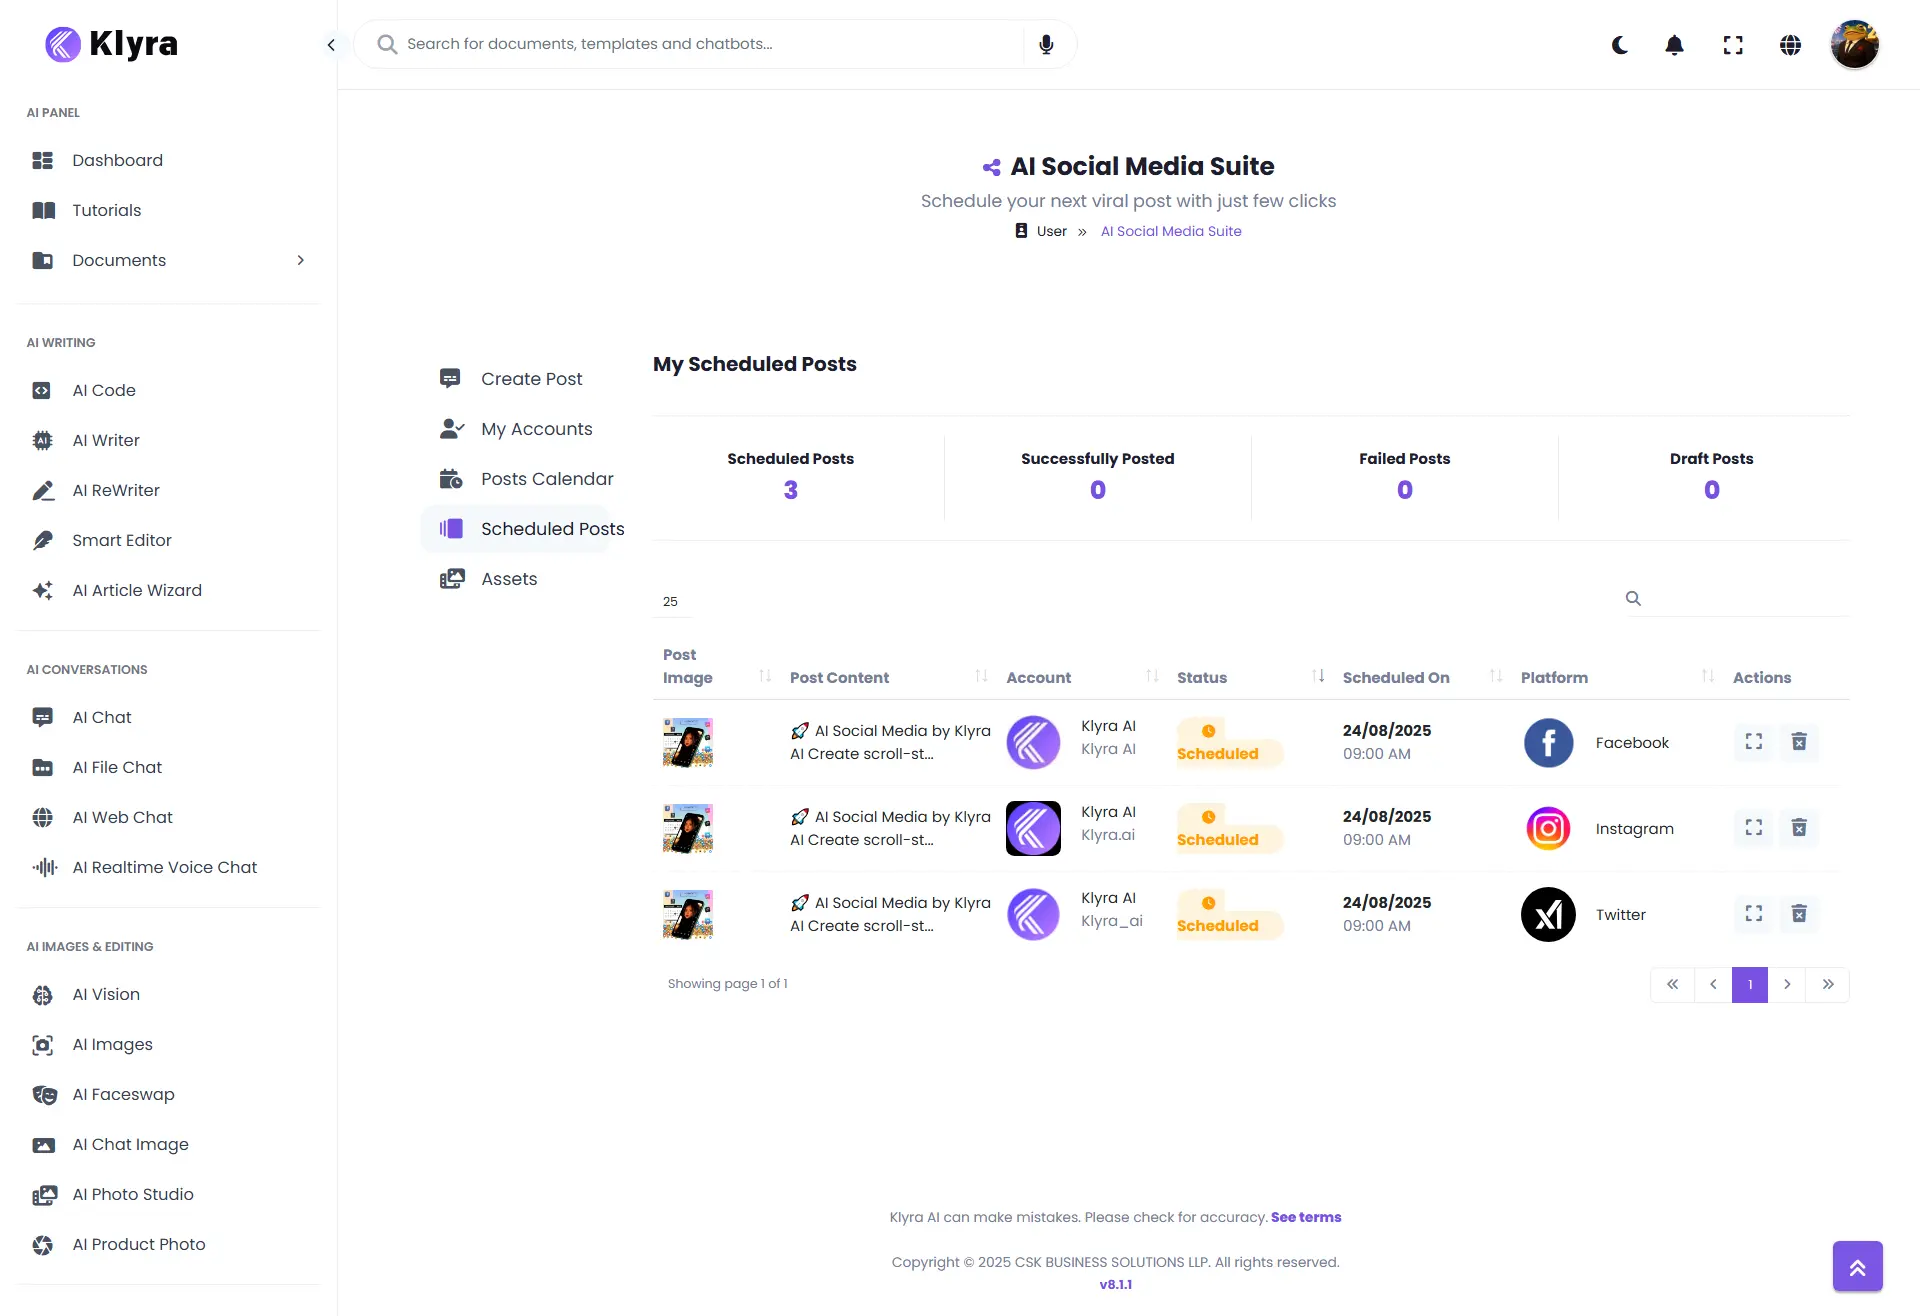 Klyra
Search for documents, templates and chatbots...
AI PANEL
Dashboard
Tutorials
Documents
AI WRITING
AI Code
AI Writer
AI ReWriter
Smart Editor
AI Article Wizard
AI CONVERSATIONS
AI Chat
AI File Chat
AI Web Chat
AI Realtime Voice Chat
AI IMAGES & EDITING
AI Vision
AI Images
AI Faceswap
AI Chat Image
AI Photo Studio
AI Product Photo
AI Social Media Suite
Schedule your next viral post with just few clicks
User » AI Social Media Suite
Create Post
My Accounts
Posts Calendar
Scheduled Posts
Assets
My Scheduled Posts
Scheduled Posts
3
Successfully Posted
0
Failed Posts
0
Draft Posts
0
25
Post Image
Post Content
Account
Status
Scheduled On
Platform
Actions
🚀 AI Social Media by Klyra
AI Create scroll-st...
Klyra AI
Klyra AI
Scheduled
24/08/2025
09:00 AM
Facebook
🚀 AI Social Media by Klyra
AI Create scroll-st...
Klyra AI
Klyra.ai
Scheduled
24/08/2025
09:00 AM
Instagram
🚀 AI Social Media by Klyra
AI Create scroll-st...
Klyra AI
Klyra_ai
Scheduled
24/08/2025
09:00 AM
Twitter
Showing page 1 of 1
« ‹ 1 › »
Klyra AI can make mistakes. Please check for accuracy. See terms
Copyright © 2025 CSK BUSINESS SOLUTIONS LLP. All rights reserved.
v8.1.1